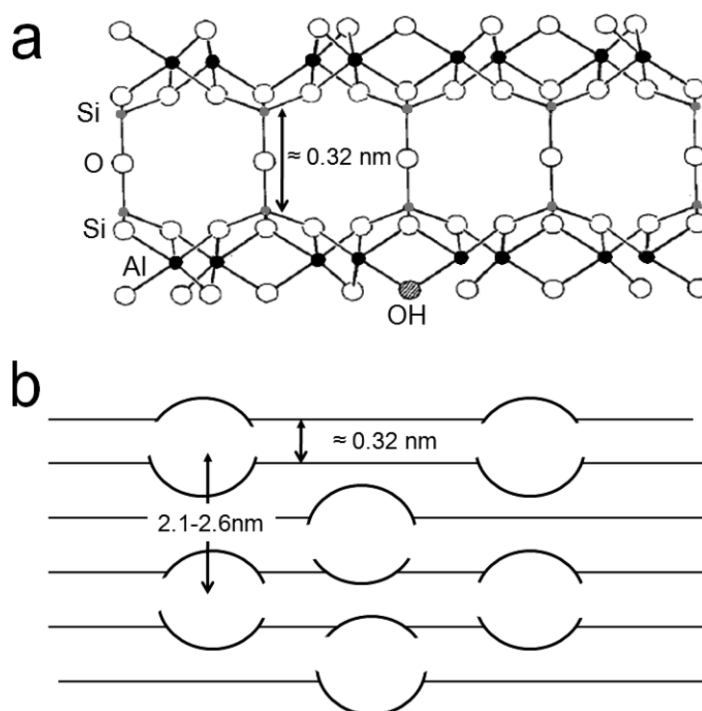 a
Si
≈ 0.32 nm
O
Si
Al
OH
b
≈ 0.32 nm
2.1-2.6nm